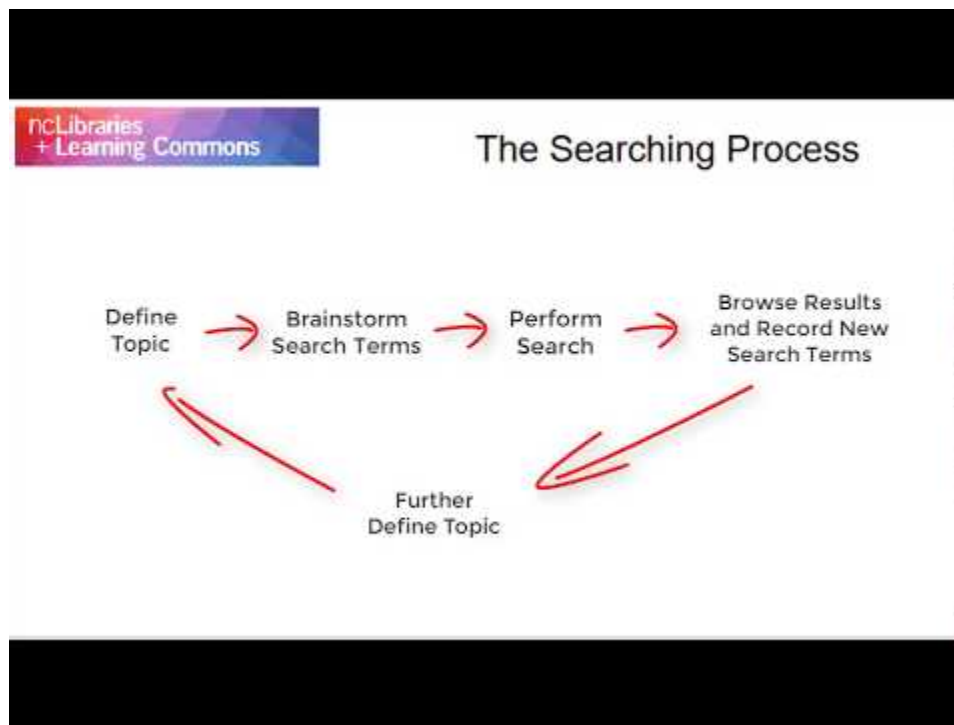 ncLibraries
+ Learning Commons
The Searching Process
Define
Topic
Brainstorm
Search Terms
Perform
Search
Browse Results
and Record New
Search Terms
Further
Define Topic